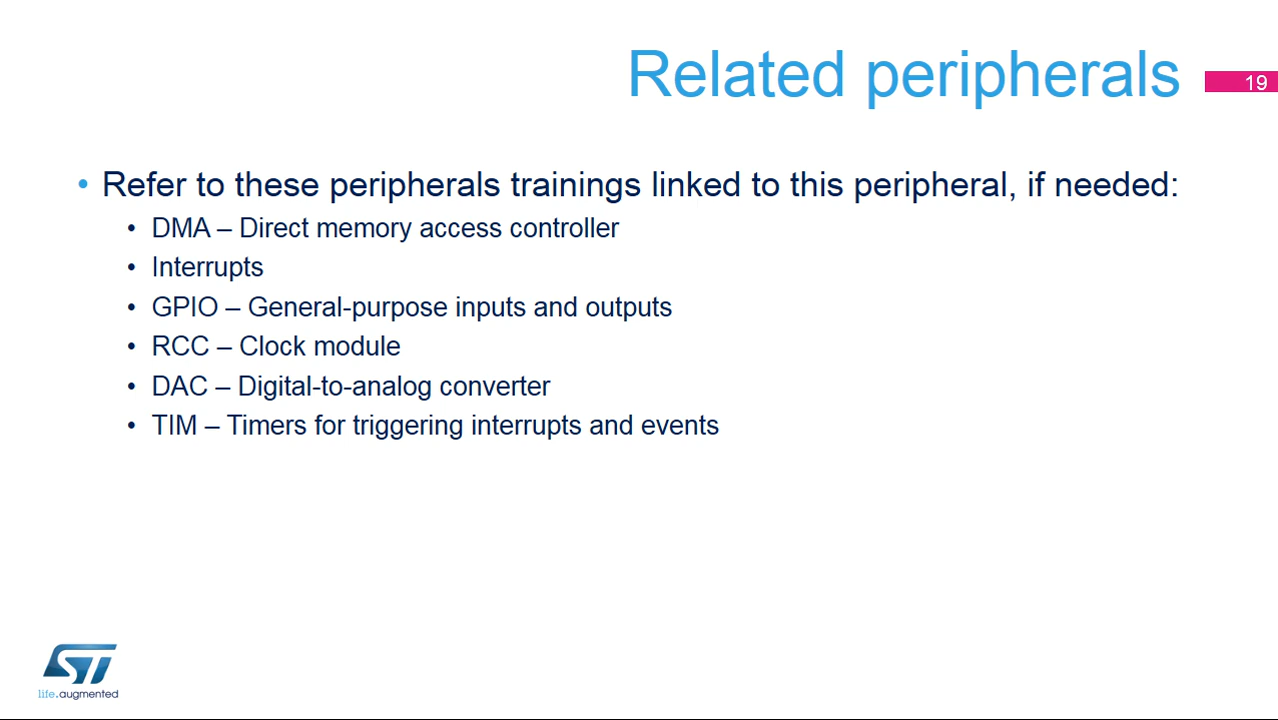 Related peripherals
19
• Refer to these peripherals trainings linked to this peripheral, if needed:
• DMA – Direct memory access controller
• Interrupts
• GPIO – General-purpose inputs and outputs
• RCC – Clock module
• DAC – Digital-to-analog converter
• TIM – Timers for triggering interrupts and events
ST
life.augmented